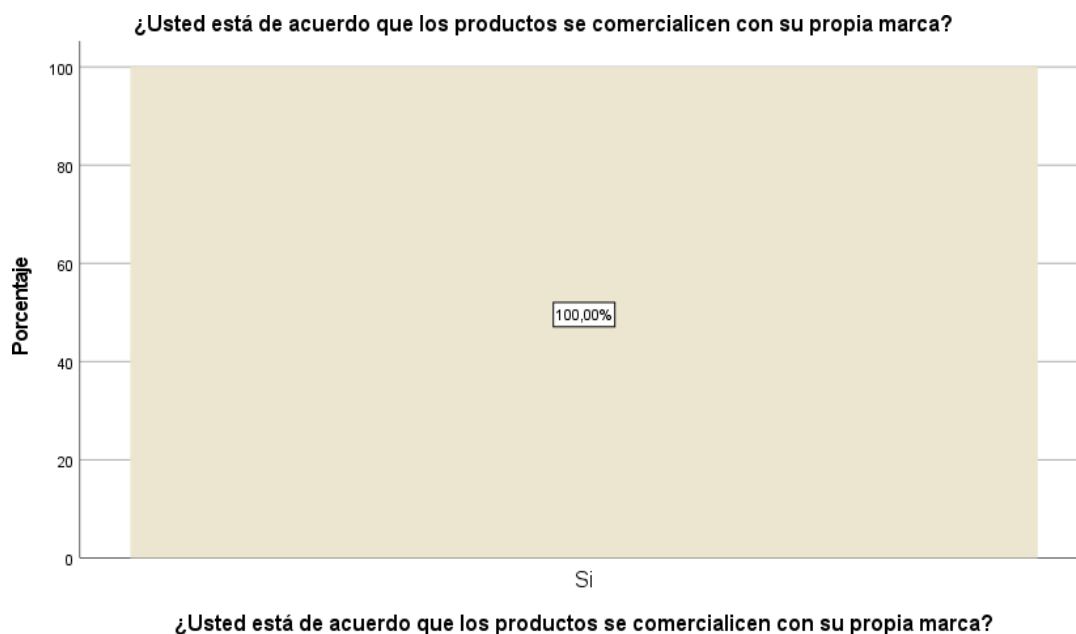 ¿Usted está de acuerdo que los productos se comercialicen con su propia marca?
100
80
60
40
20
0
Porcentaje
100,00%
Si
¿Usted está de acuerdo que los productos se comercialicen con su propia marca?